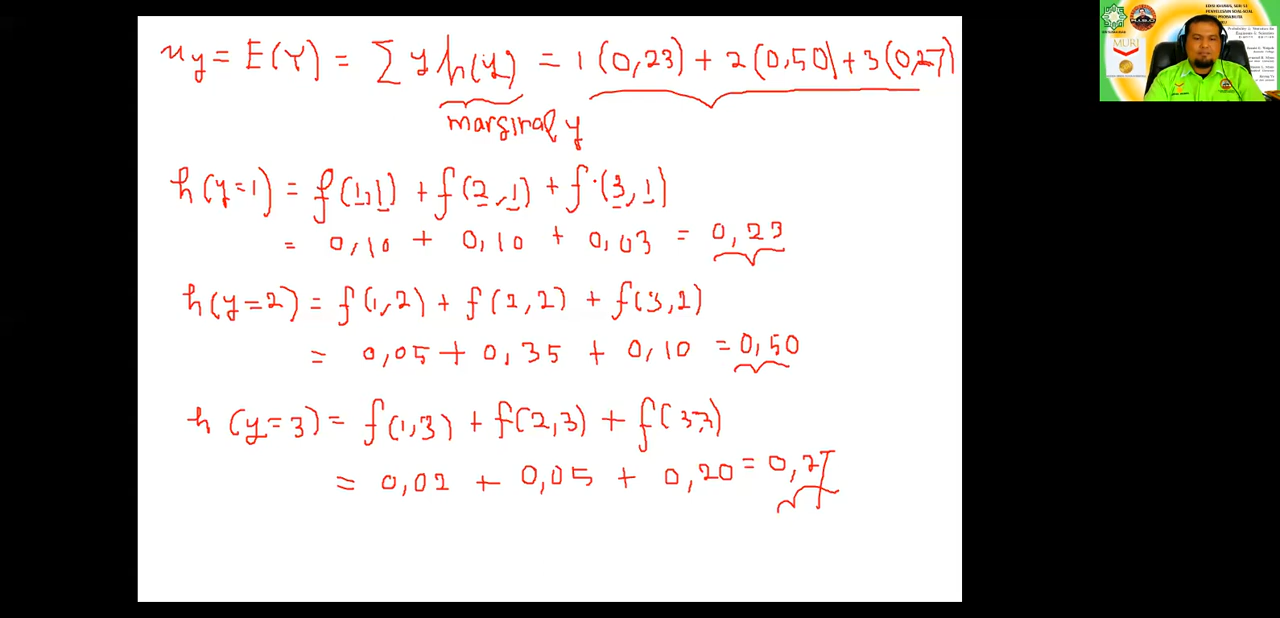 μy = E(Y) = Σ y h(y) = 1(0,23) + 2(0,50) + 3(0,27)
marginal y
h(y=1) = f(1,1) + f(2,1) + f(3,1)
= 0,10 + 0,10 + 0,03 = 0,23
h(y=2) = f(1,2) + f(2,2) + f(3,2)
= 0,05 + 0,35 + 0,10 = 0,50
h(y=3) = f(1,3) + f(2,3) + f(3,3)
= 0,02 + 0,05 + 0,20 = 0,27
MURI